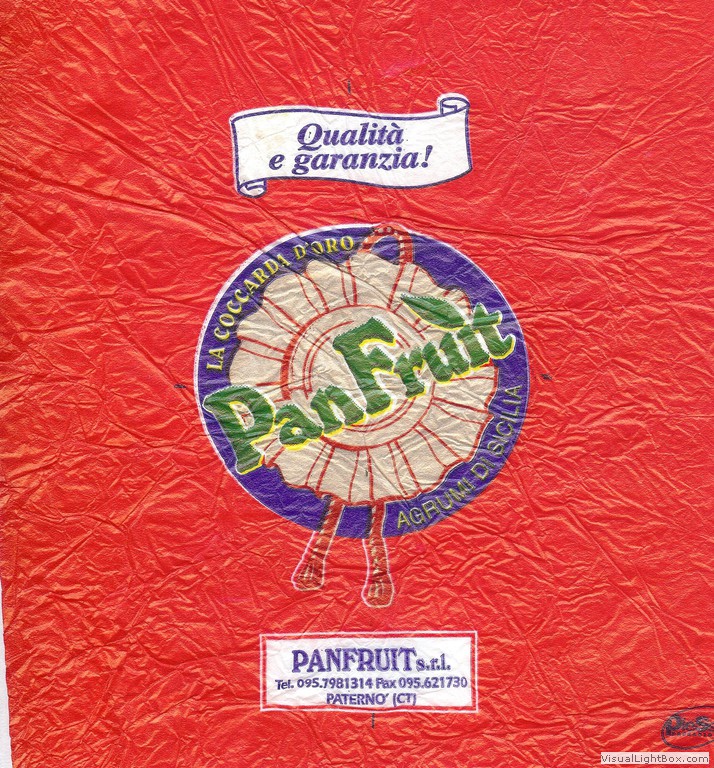 Qualità
e garanzia!
LA COCCARDA D'ORO
PanFruit
AGRUMI DI SICILIA
PANFRUIT s.r.l.
Tel. 095.7981314 Fax 095.621730
PATERNO' (CT)
VisualLightBox.com